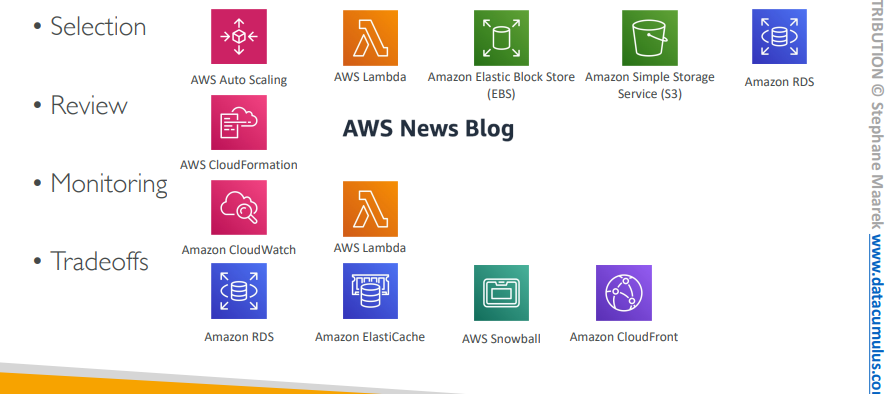 • Selection
AWS Auto Scaling
AWS Lambda
Amazon Elastic Block Store
(EBS)
Amazon Simple Storage
Service (S3)
Amazon RDS
• Review
AWS CloudFormation
AWS News Blog
• Monitoring
Amazon CloudWatch
AWS Lambda
• Tradeoffs
Amazon RDS
Amazon ElastiCache
AWS Snowball
Amazon CloudFront
TRIBUTION © Stephane Maarek www.datacumulus.co